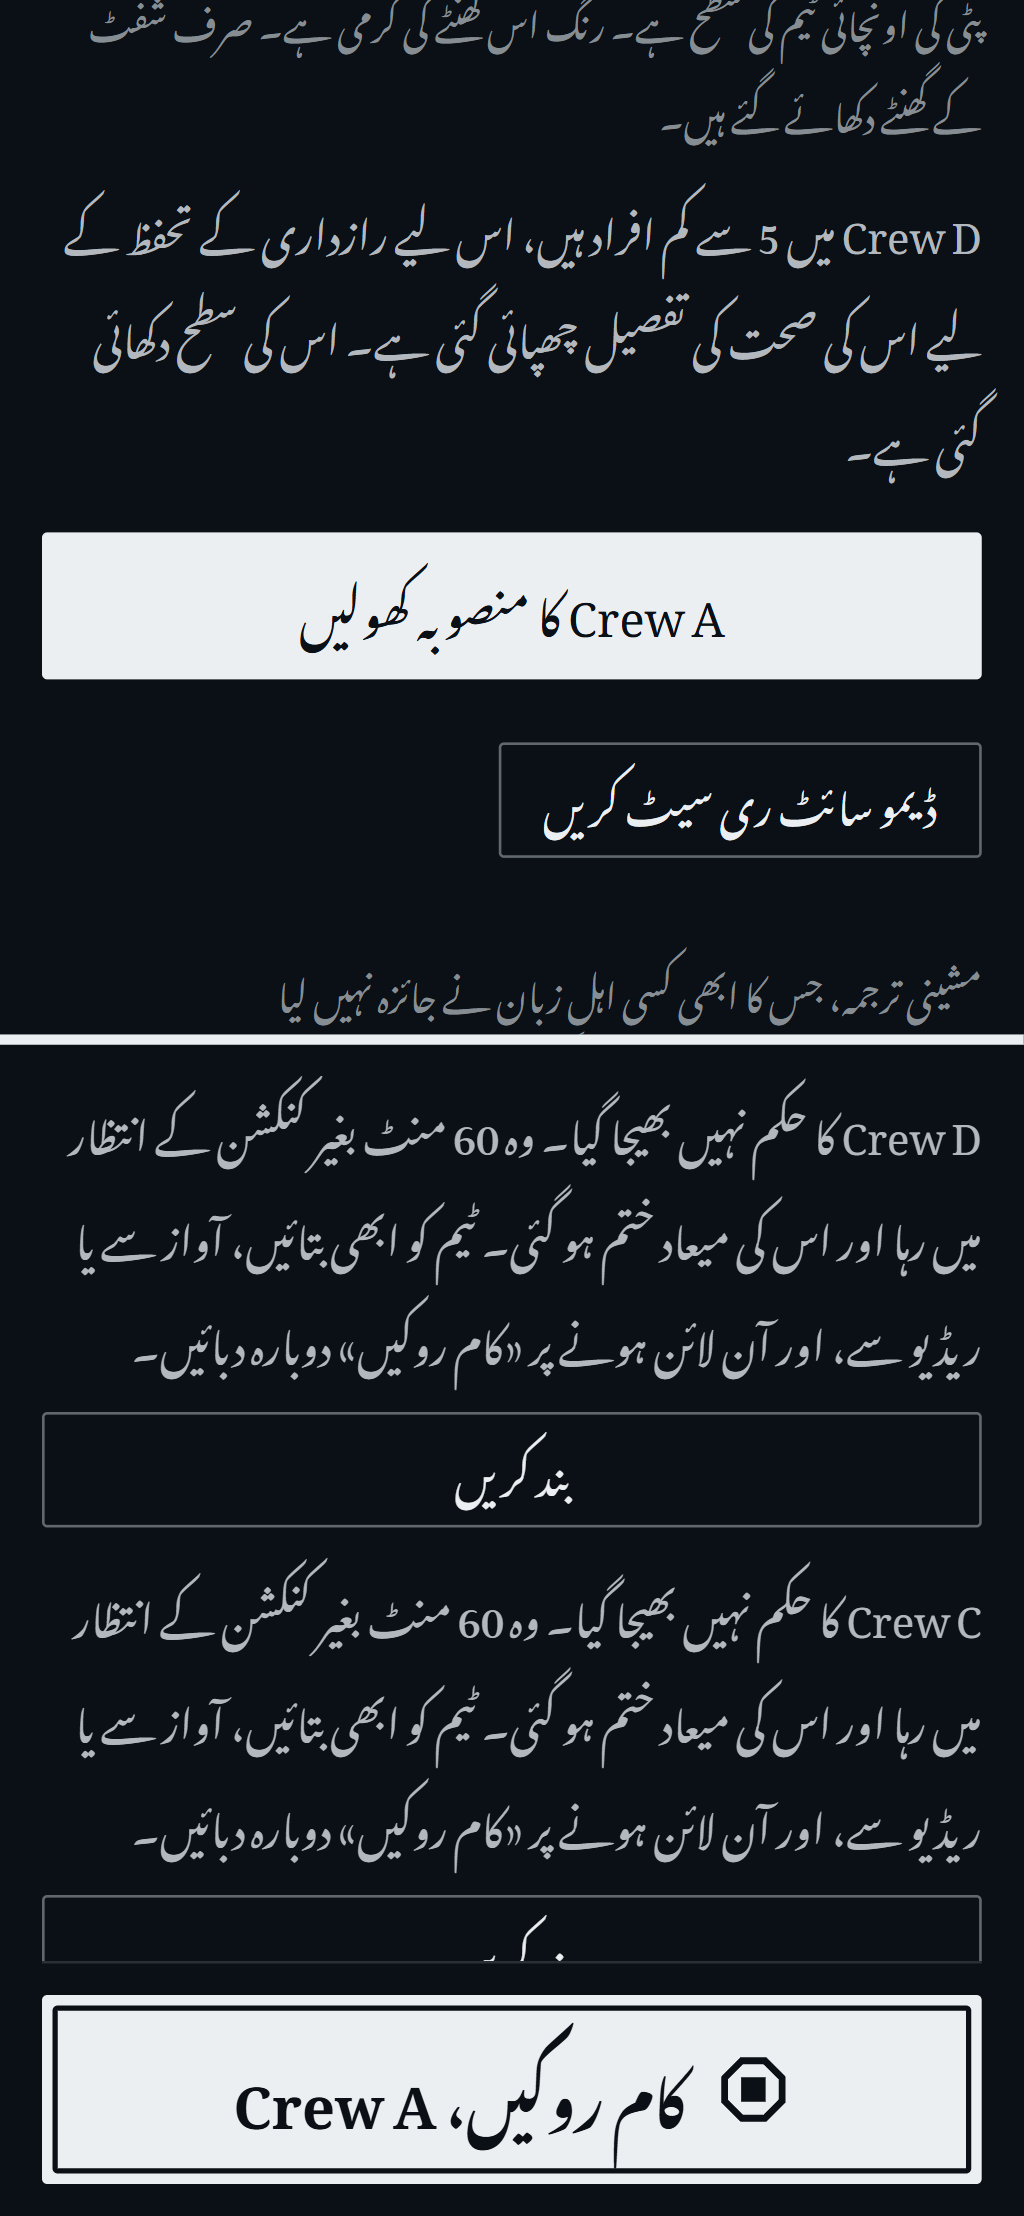 پٹی کی اونچائی ٹیم کی سطح ہے۔ رنگ اس گھنٹے کی گرمی ہے۔ صرف شفٹ
کے گھنٹے دکھائے گئے ہیں۔
Crew D میں 5 سے کم افراد ہیں، اس لیے رازداری کے تحفظ کے
لیے اس کی صحت کی تفصیل چھپائی گئی ہے۔ اس کی سطح دکھائی
گئی ہے۔
Crew A کا منصوبہ کھولیں
ڈیمو سائٹ ری سیٹ کریں
مشینی ترجمہ، جس کا ابھی کسی اہلِ زبان نے جائزہ نہیں لیا
Crew D کا حکم نہیں بھیجا گیا۔ وہ 60 منٹ بغیر کنکشن کے انتظار
میں رہا اور اس کی میعاد ختم ہو گئی۔ ٹیم کو ابھی بتائیں، آواز سے یا
ریڈیو سے، اور آن لائن ہونے پر «کام روکیں» دوبارہ دبائیں۔
بند کریں
Crew C کا حکم نہیں بھیجا گیا۔ وہ 60 منٹ بغیر کنکشن کے انتظار
میں رہا اور اس کی میعاد ختم ہو گئی۔ ٹیم کو ابھی بتائیں، آواز سے یا
ریڈیو سے، اور آن لائن ہونے پر «کام روکیں» دوبارہ دبائیں۔
کام روکیں، Crew A